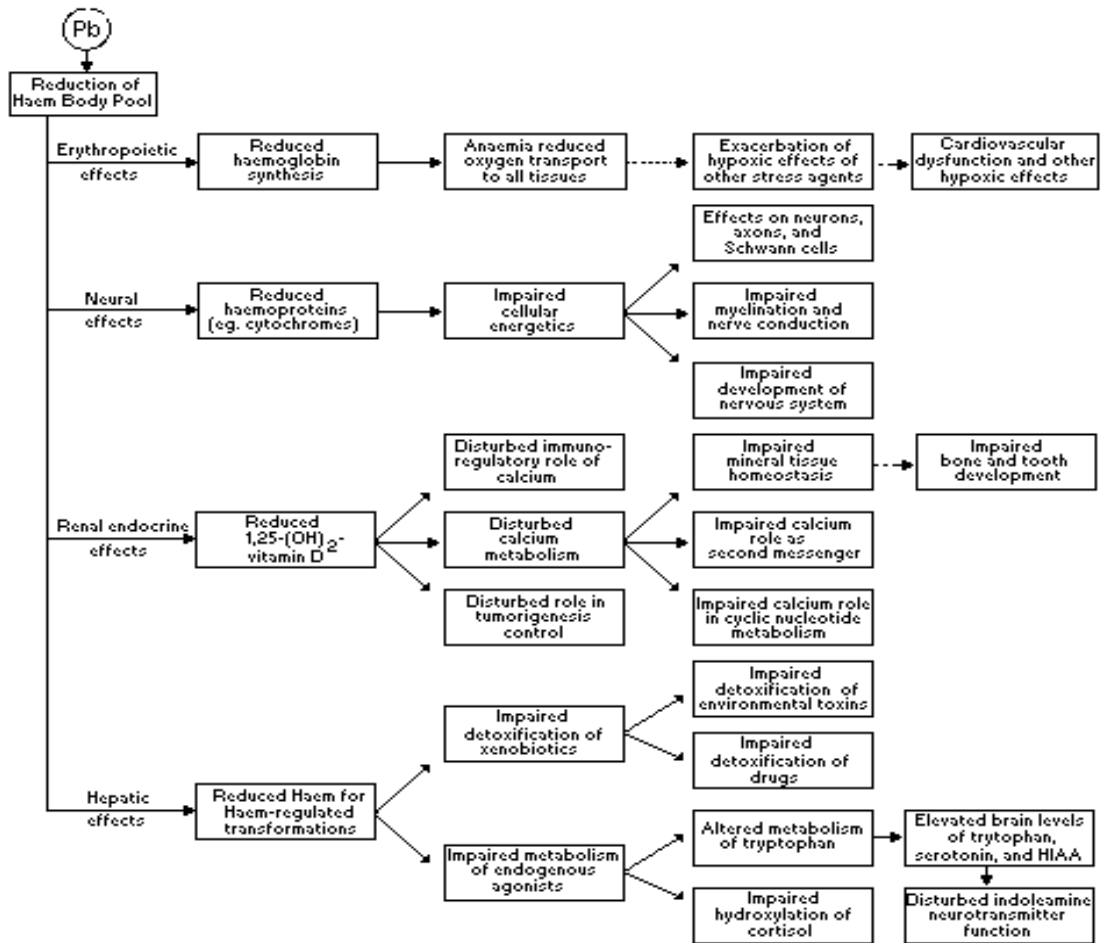 Pb
Reduction of
Haem Body Pool
Erythropoietic
effects
Reduced
haemoglobin
synthesis
Anaemia reduced
oxygen transport
to all tissues
Exacerbation of
hypoxic effects of
other stress agents
Cardiovascular
dysfunction and other
hypoxic effects
Effects on neurons,
axons, and
Schwann cells
Neural
effects
Reduced
haemoproteins
(eg. cytochromes)
Impaired
cellular
energetics
Impaired
myelination and
nerve conduction
Impaired
development of
nervous system
Disturbed immuno-
regulatory role of
calcium
Impaired
mineral tissue
homeostasis
Impaired
bone and tooth
development
Renal endocrine
effects
Reduced
1,25-(OH)2-
vitamin D
Disturbed
calcium
metabolism
Impaired calcium
role as
second messenger
Disturbed role in
tumorigenesis
control
Impaired calcium role
in cyclic nucleotide
metabolism
Impaired
detoxification of
xenobiotics
Impaired
detoxification of
environmental toxins
Impaired
detoxification of
drugs
Hepatic
effects
Reduced Haem for
Haem-regulated
transformations
Impaired metabolism
of endogenous
agonists
Altered metabolism
of tryptophan
Elevated brain levels
of trytophan,
serotonin, and HIAA
Impaired
hydroxylation of
cortisol
Disturbed indoleamine
neurotransmitter
function